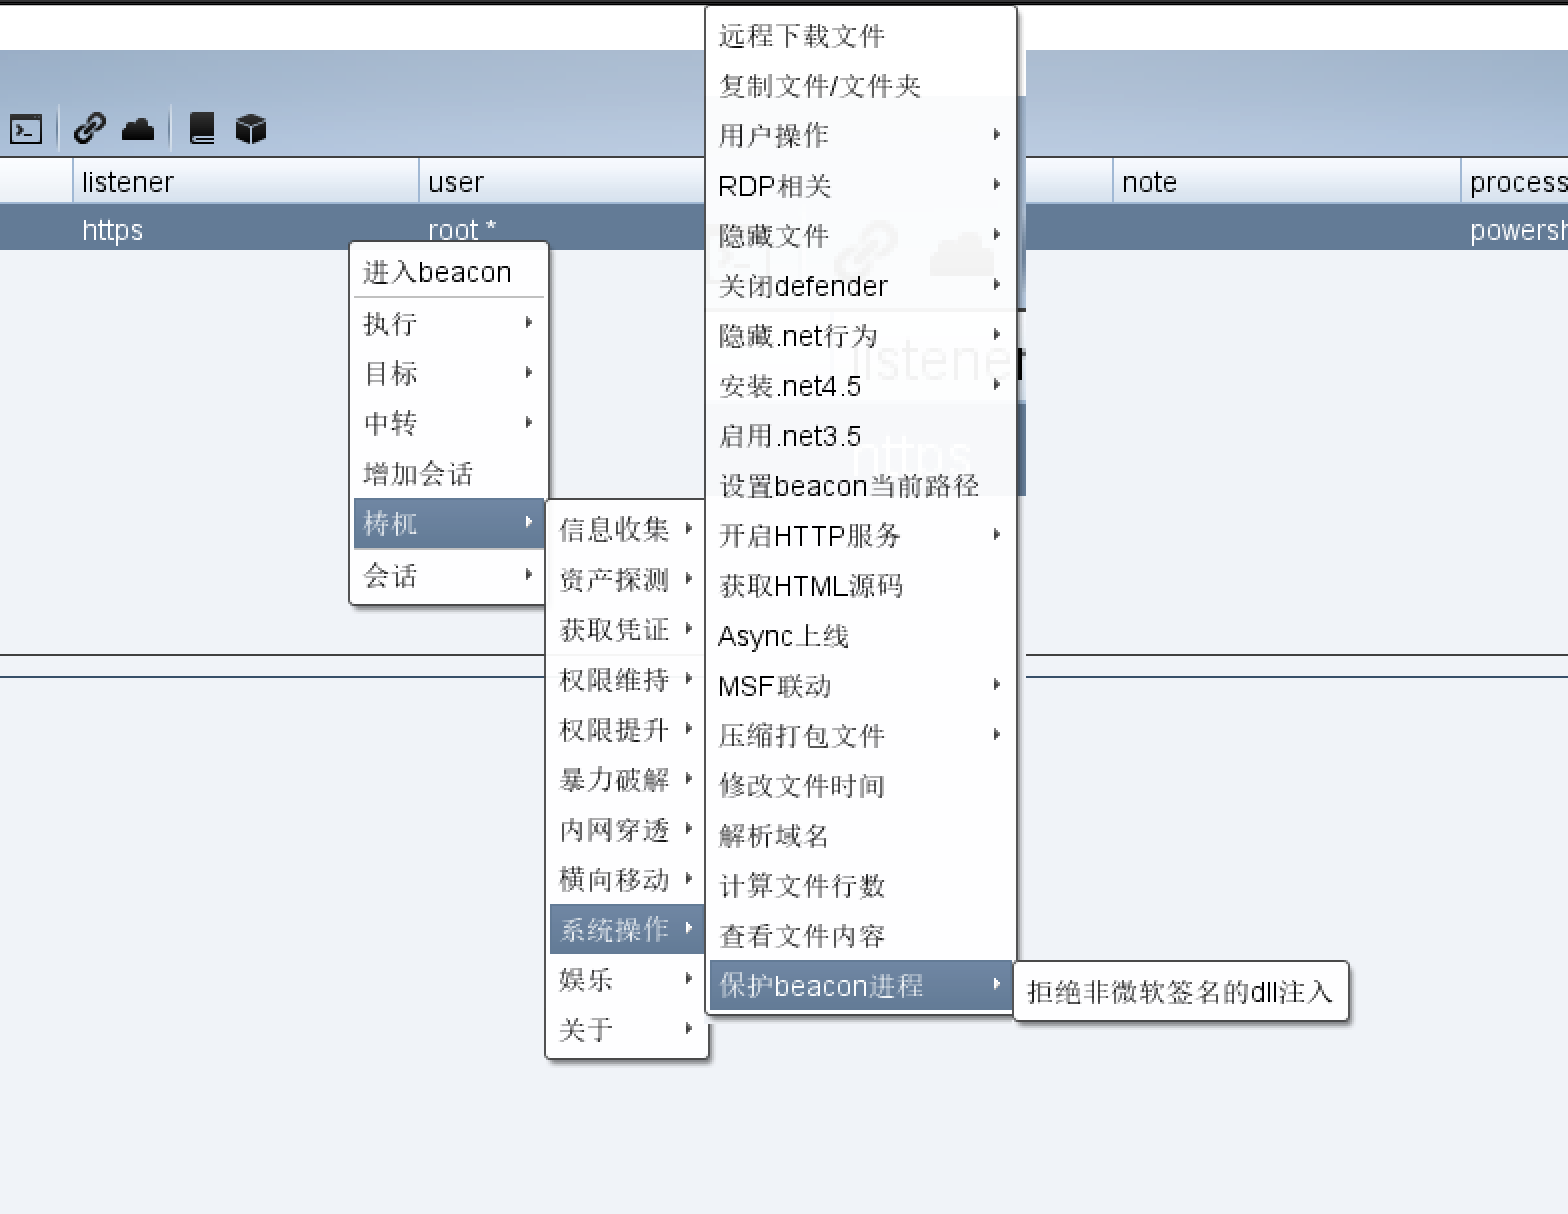 listener
user
note
process
https
root *
powersh
进入beacon
执行
目标
中转
增加会话
梼杌
会话
信息收集
资产探测
获取凭证
权限维持
权限提升
暴力破解
内网穿透
横向移动
系统操作
娱乐
关于
远程下载文件
复制文件/文件夹
用户操作
RDP相关
隐藏文件
关闭defender
隐藏.net行为
安装.net4.5
启用.net3.5
设置beacon当前路径
开启HTTP服务
获取HTML源码
Async上线
MSF联动
压缩打包文件
修改文件时间
解析域名
计算文件行数
查看文件内容
保护beacon进程
拒绝非微软签名的dll注入
listener
https